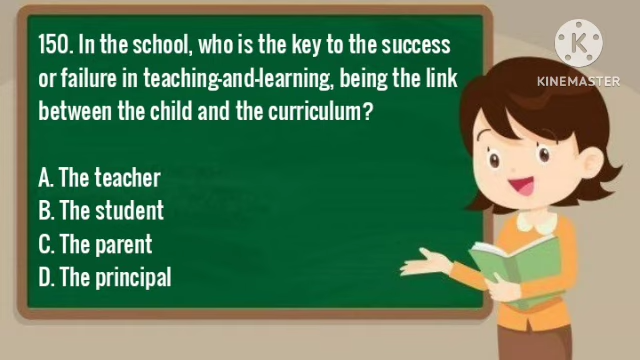 150. In the school, who is the key to the success
or failure in teaching-and-learning, being the link
between the child and the curriculum?
A. The teacher
B. The student
C. The parent
D. The principal
K
KINEMASTER